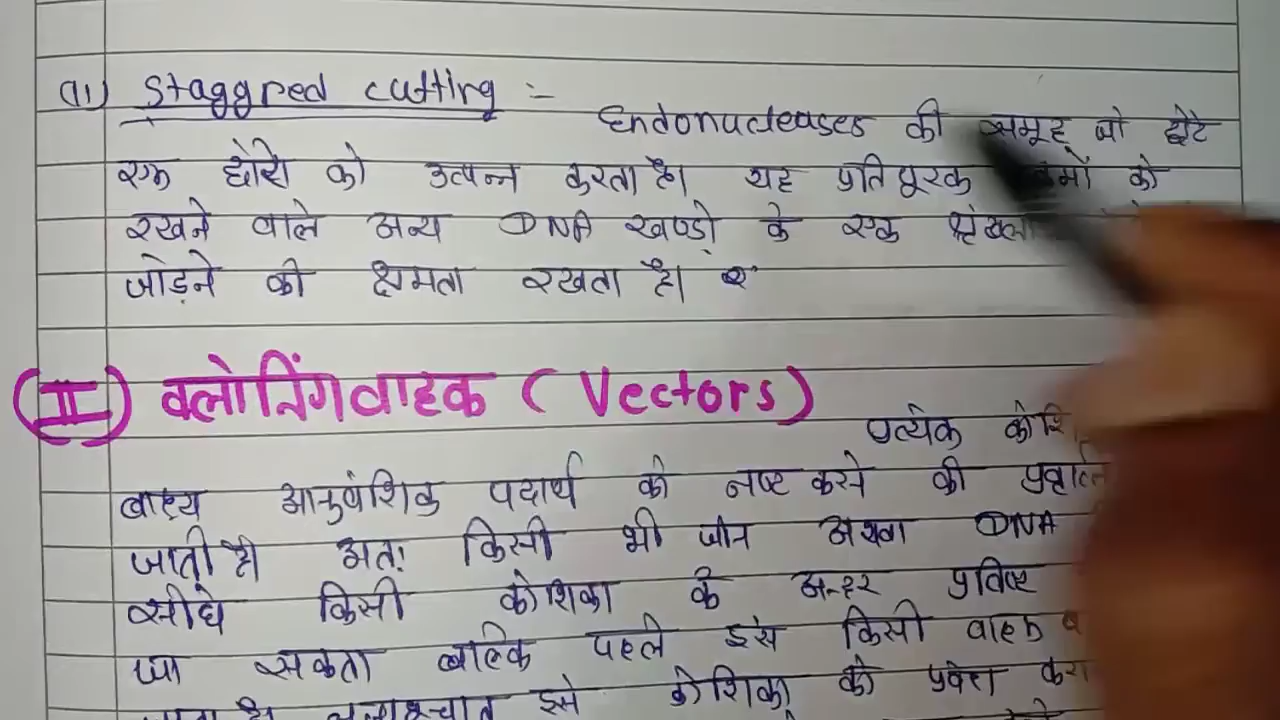 (a) Staggred cutting :-
Endonucleases की समूह जो छोटे
एक छोरो को उत्पन्न करता है। यह प्रतिपूरक को
रखने वाले अन्य DNA खण्डो के एक श्रृंखला
जोड़ने की क्षमता रखता है।
(II) क्लोनिंगवाहक (Vectors)
प्रत्येक
बाह्य आनुवंशिक पदार्थ को नष्ट करने की
जाती है। अतः किसी भी जीन अथवा DNA
सीधे किसी कोशिका के अन्दर प्रविष्ट
जा सकता बल्कि पहले इसे किसी वाहक
इसे कोशिका को प्रवेश